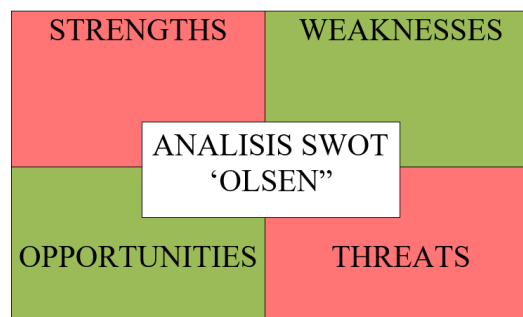 STRENGTHS
WEAKNESSES
ANALISIS SWOT
‘OLSEN”
OPPORTUNITIES
THREATS